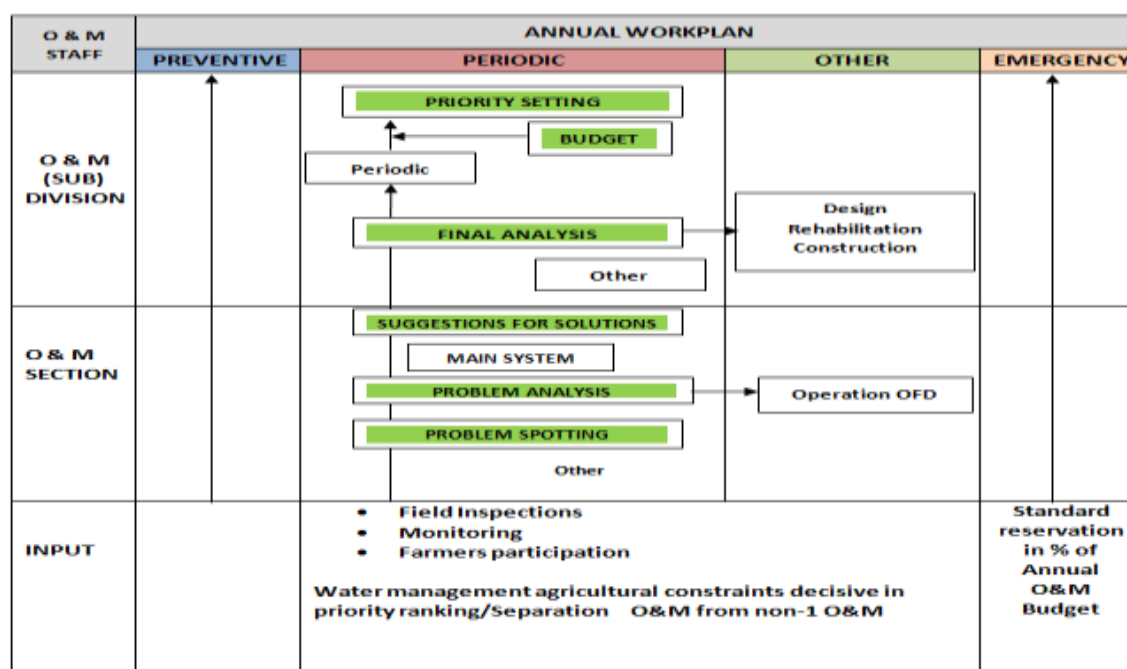 O & M
STAFF
ANNUAL WORKPLAN
PREVENTIVE
PERIODIC
OTHER
EMERGENCY
O & M
(SUB)
DIVISION
PRIORITY SETTING
BUDGET
Periodic
FINAL ANALYSIS
Other
Design
Rehabilitation
Construction
O & M
SECTION
SUGGESTIONS FOR SOLUTIONS
MAIN SYSTEM
PROBLEM ANALYSIS
Operation OFD
PROBLEM SPOTTING
Other
INPUT
• Field Inspections
• Monitoring
• Farmers participation
Water management agricultural constraints decisive in
priority ranking/Separation O&M from non-1 O&M
Standard
reservation
in % of
Annual
O&M
Budget